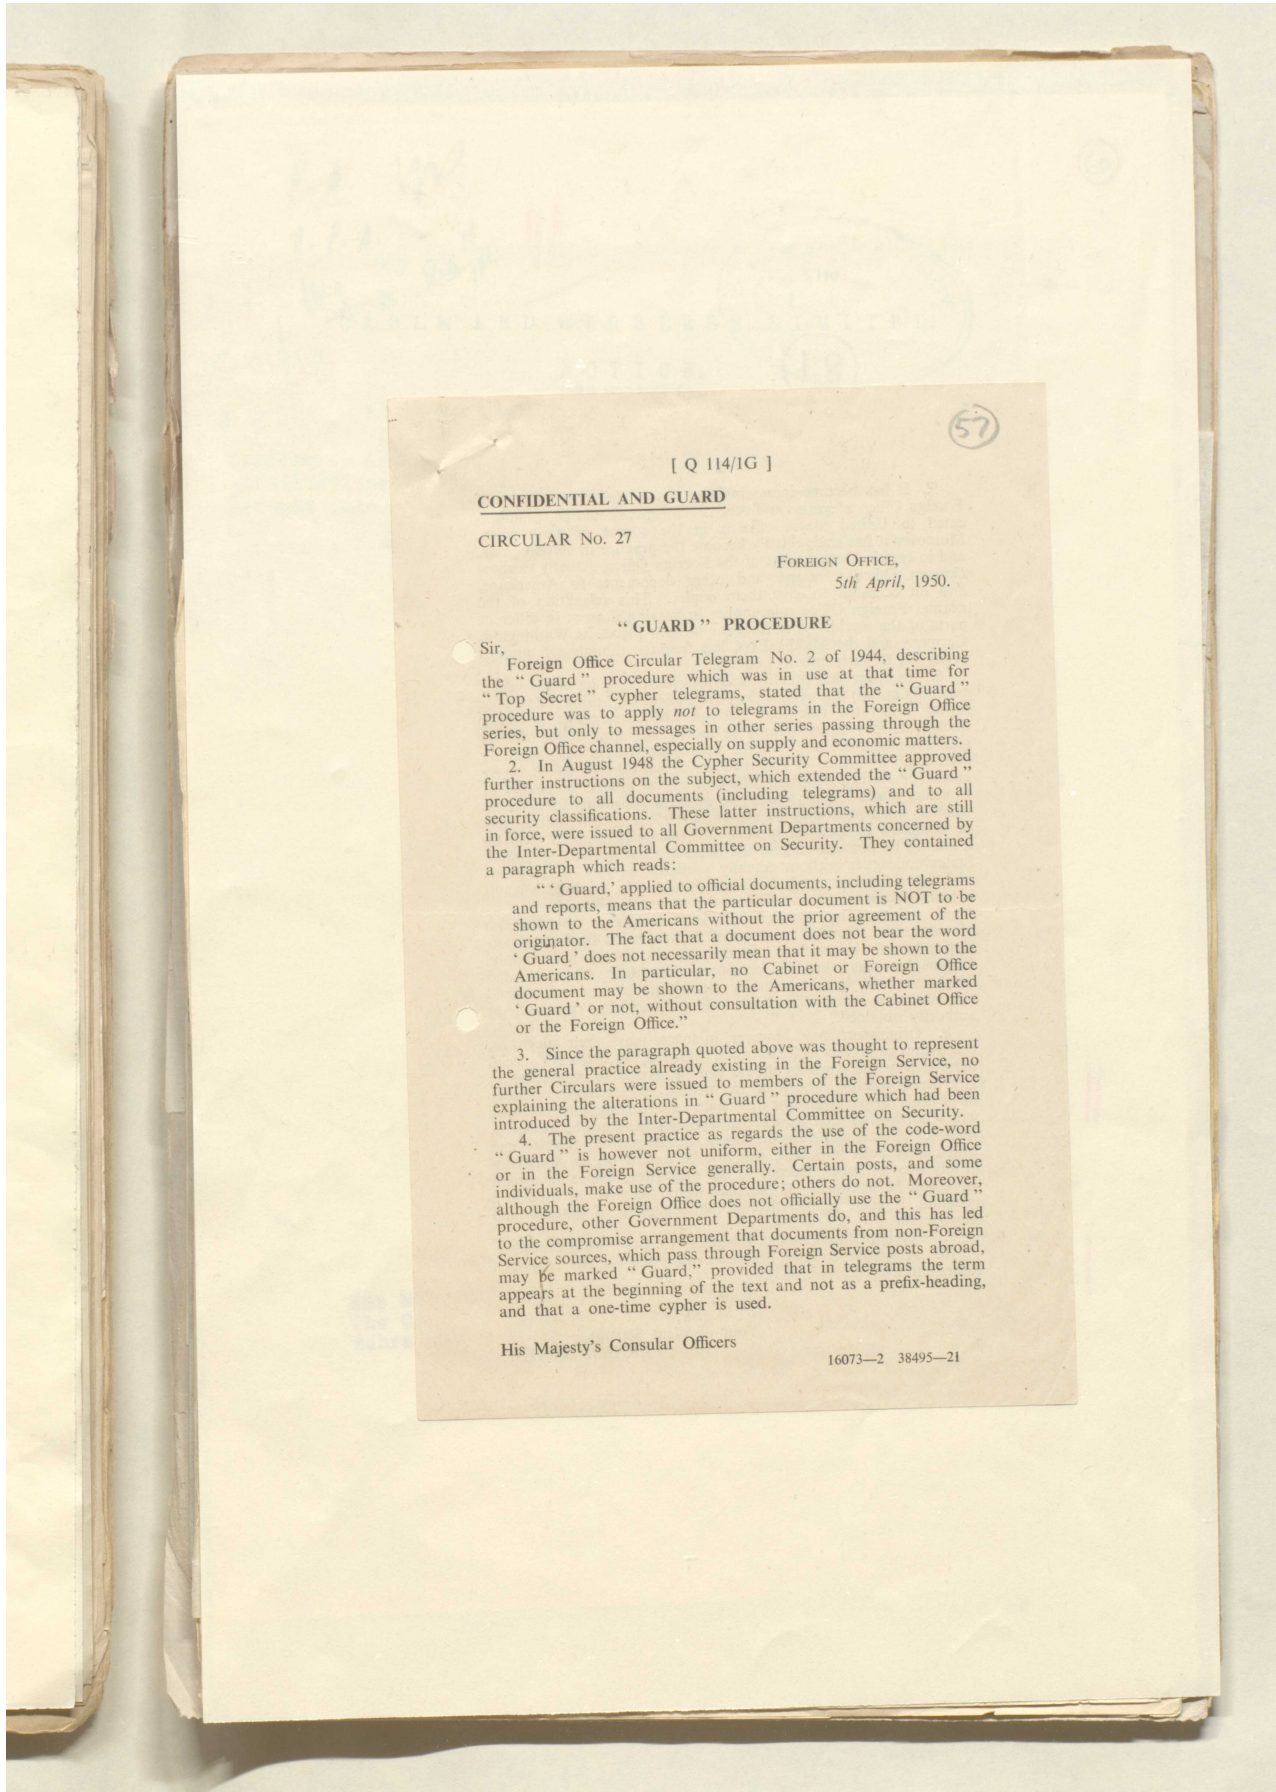 57
[ Q 114/1G ]
CONFIDENTIAL AND GUARD
CIRCULAR No. 27
FOREIGN OFFICE,
5th April, 1950.
“ GUARD ” PROCEDURE
Sir,
Foreign Office Circular Telegram No. 2 of 1944, describing
the “ Guard ” procedure which was in use at that time for
“ Top Secret ” cypher telegrams, stated that the “ Guard ”
procedure was to apply not to telegrams in the Foreign Office
series, but only to messages in other series passing through the
Foreign Office channel, especially on supply and economic matters.
2. In August 1948 the Cypher Security Committee approved
further instructions on the subject, which extended the “ Guard ”
procedure to all documents (including telegrams) and to all
security classifications. These latter instructions, which are still
in force, were issued to all Government Departments concerned by
the Inter-Departmental Committee on Security. They contained
a paragraph which reads:
“ ‘ Guard,’ applied to official documents, including telegrams
and reports, means that the particular document is NOT to be
shown to the Americans without the prior agreement of the
originator. The fact that a document does not bear the word
‘ Guard ’ does not necessarily mean that it may be shown to the
Americans. In particular, no Cabinet or Foreign Office
document may be shown to the Americans, whether marked
‘ Guard ’ or not, without consultation with the Cabinet Office
or the Foreign Office.”
3. Since the paragraph quoted above was thought to represent
the general practice already existing in the Foreign Service, no
further Circulars were issued to members of the Foreign Service
explaining the alterations in “ Guard ” procedure which had been
introduced by the Inter-Departmental Committee on Security.
4. The present practice as regards the use of the code-word
“ Guard ” is however not uniform, either in the Foreign Office
or in the Foreign Service generally. Certain posts, and some
individuals, make use of the procedure; others do not. Moreover,
although the Foreign Office does not officially use the “ Guard ”
procedure, other Government Departments do, and this has led
to the compromise arrangement that documents from non-Foreign
Service sources, which pass through Foreign Service posts abroad,
may be marked “ Guard,” provided that in telegrams the term
appears at the beginning of the text and not as a prefix-heading,
and that a one-time cypher is used.
His Majesty’s Consular Officers
16073—2 38495—21